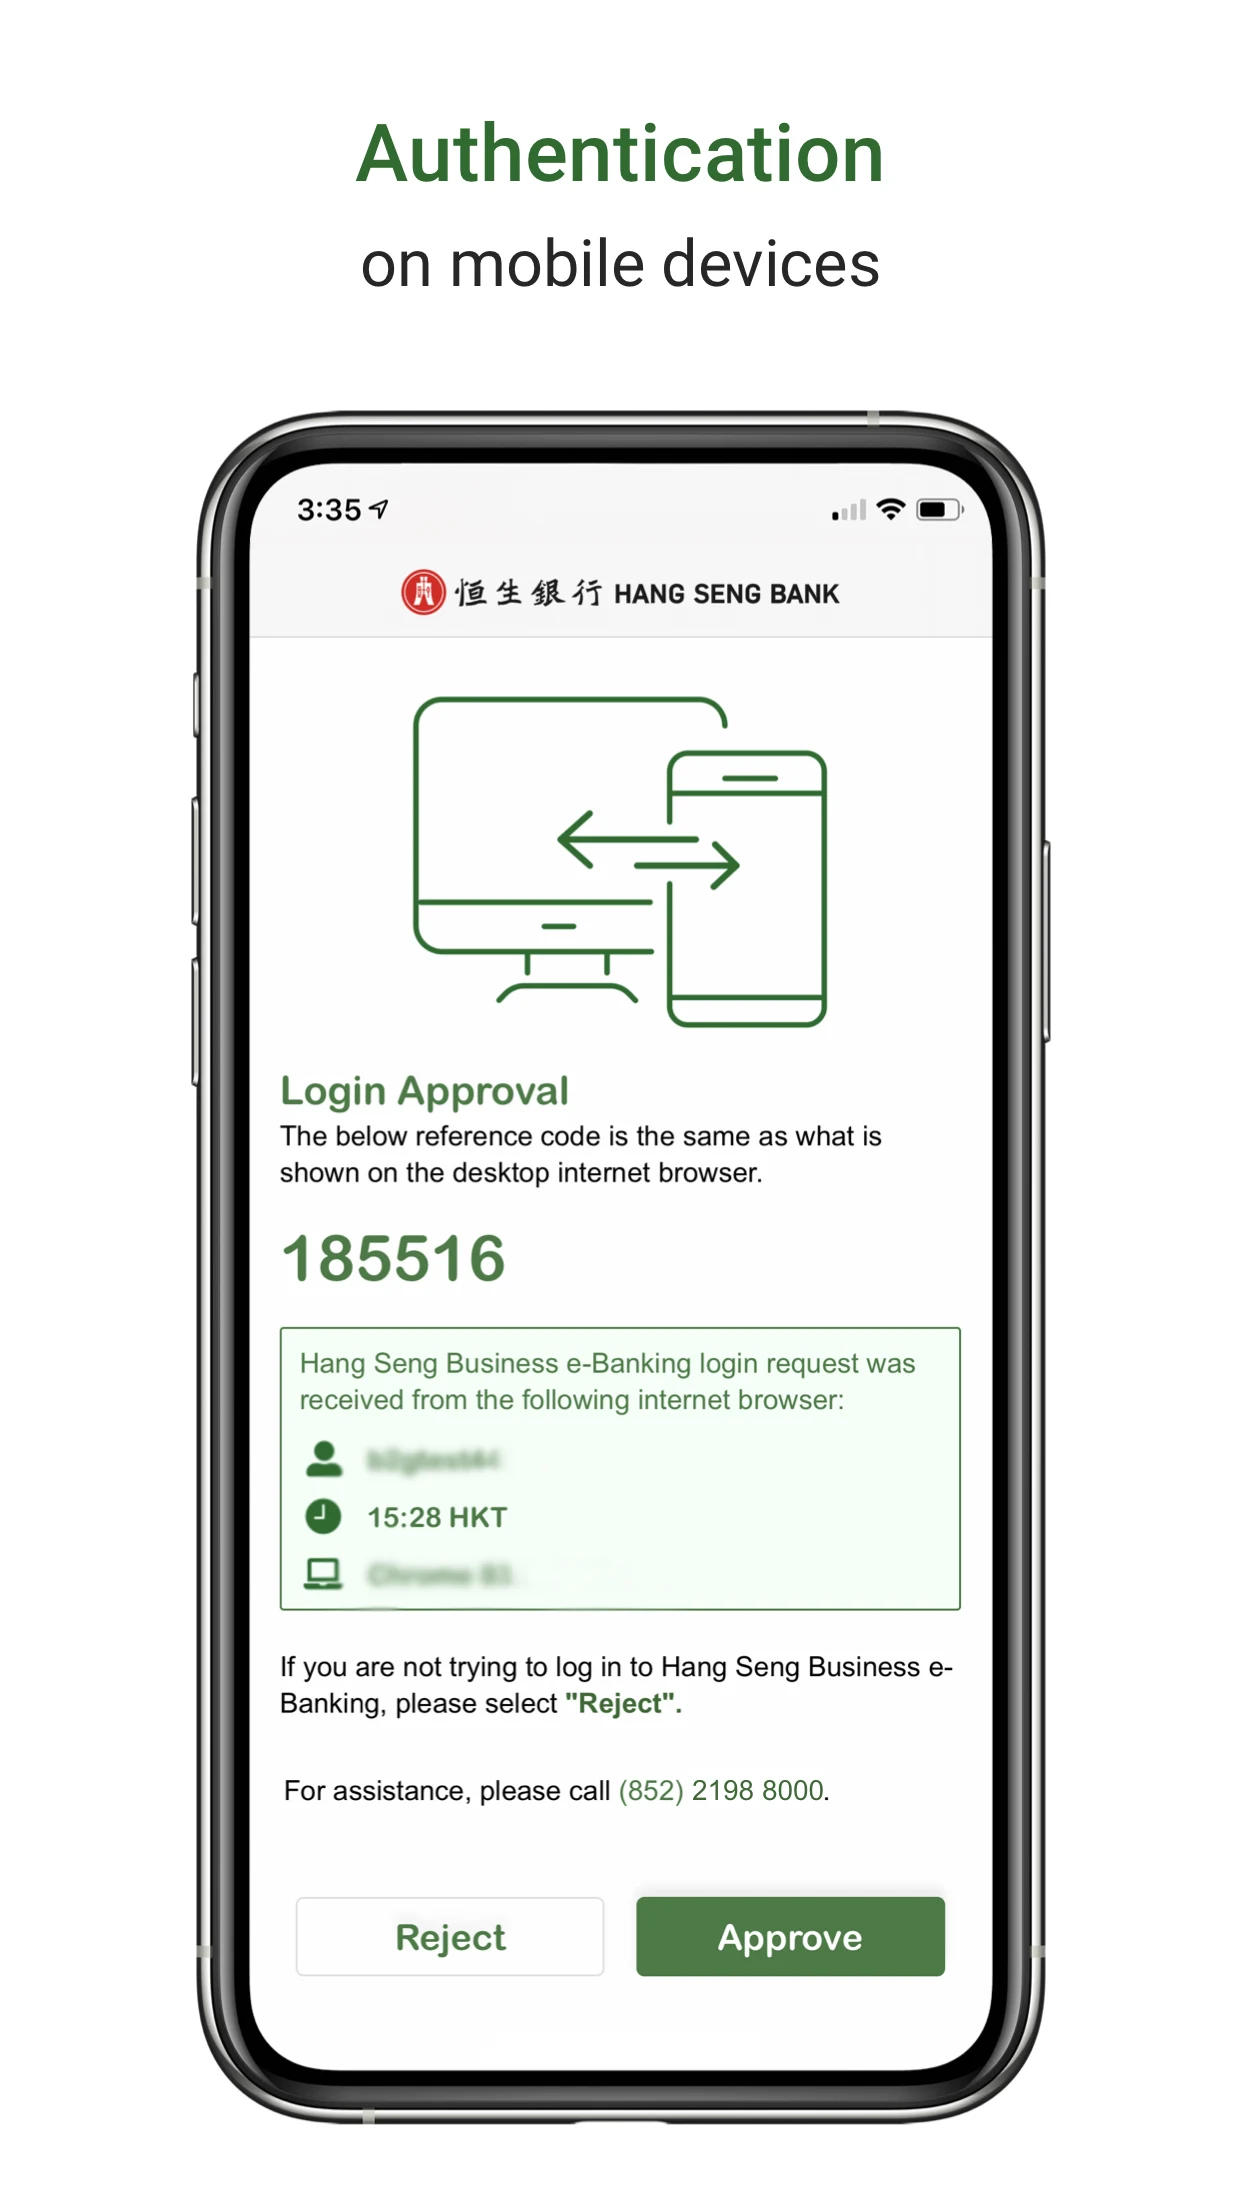 Authentication
on mobile devices
3:35
恒生銀行 HANG SENG BANK
Login Approval
The below reference code is the same as what is
shown on the desktop internet browser.
185516
Hang Seng Business e-Banking login request was
received from the following internet browser:
15:28 HKT
If you are not trying to log in to Hang Seng Business e-
Banking, please select "Reject".
For assistance, please call (852) 2198 8000.
Reject
Approve